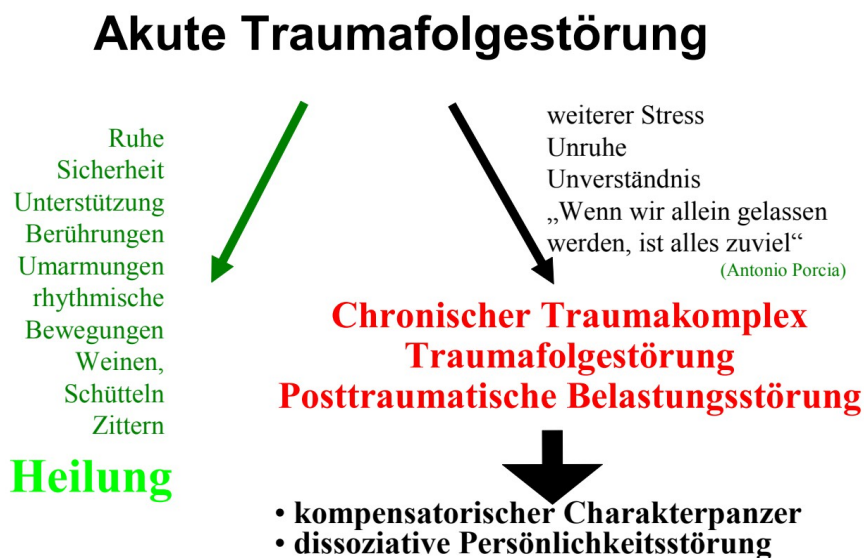 Akute Traumafolgestörung
Ruhe
Sicherheit
Unterstützung
Berührungen
Umarmungen
rhythmische
Bewegungen
Weinen,
Schütteln
Zittern
Heilung
weiterer Stress
Unruhe
Unverständnis
„Wenn wir allein gelassen
werden, ist alles zuviel“
(Antonio Porcia)
Chronischer Traumakomplex
Traumafolgestörung
Posttraumatische Belastungsstörung
• kompensatorischer Charakterpanzer
• dissoziative Persönlichkeitsstörung